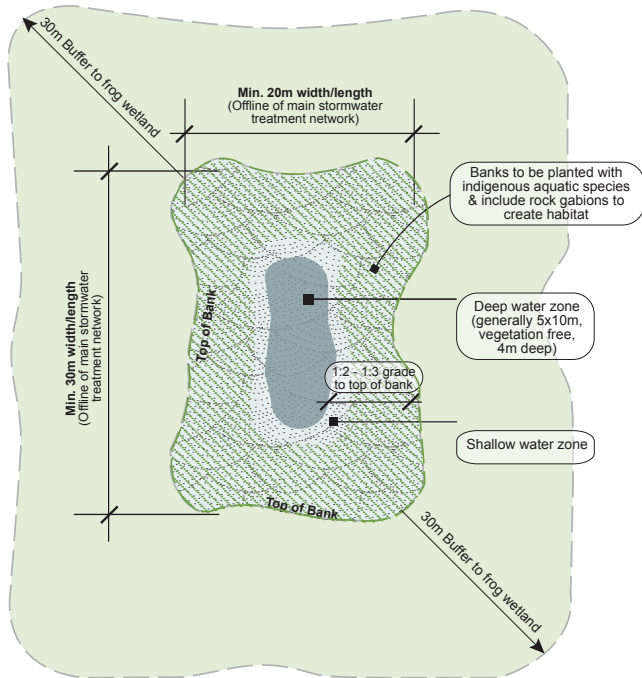 30m Buffer to frog wetland
Min. 20m width/length
(Offline of main stormwater
treatment network)
Banks to be planted with
indigenous aquatic species
& include rock gabions to
create habitat
Min. 30m width/length
(Offline of main stormwater
treatment network)
Top of Bank
Deep water zone
(generally 5x10m,
vegetation free,
4m deep)
1:2 - 1:3 grade
to top of bank
Shallow water zone
Top of Bank
30m Buffer to frog wetland